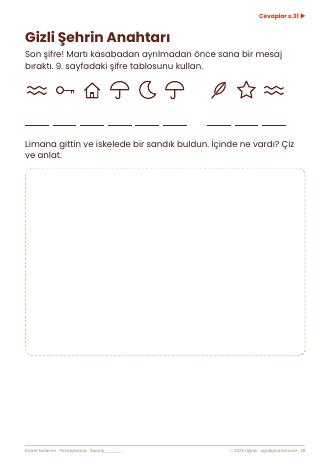 Cevaplar s.31 ▶
Gizli Şehrin Anahtarı
Son şifre! Martı kasabadan ayrılmadan önce sana bir mesaj
bıraktı. 9. sayfadaki şifre tablosunu kullan.
Limana gittin ve iskelede bir sandık buldun. İçinde ne vardı? Çiz
ve anlat.